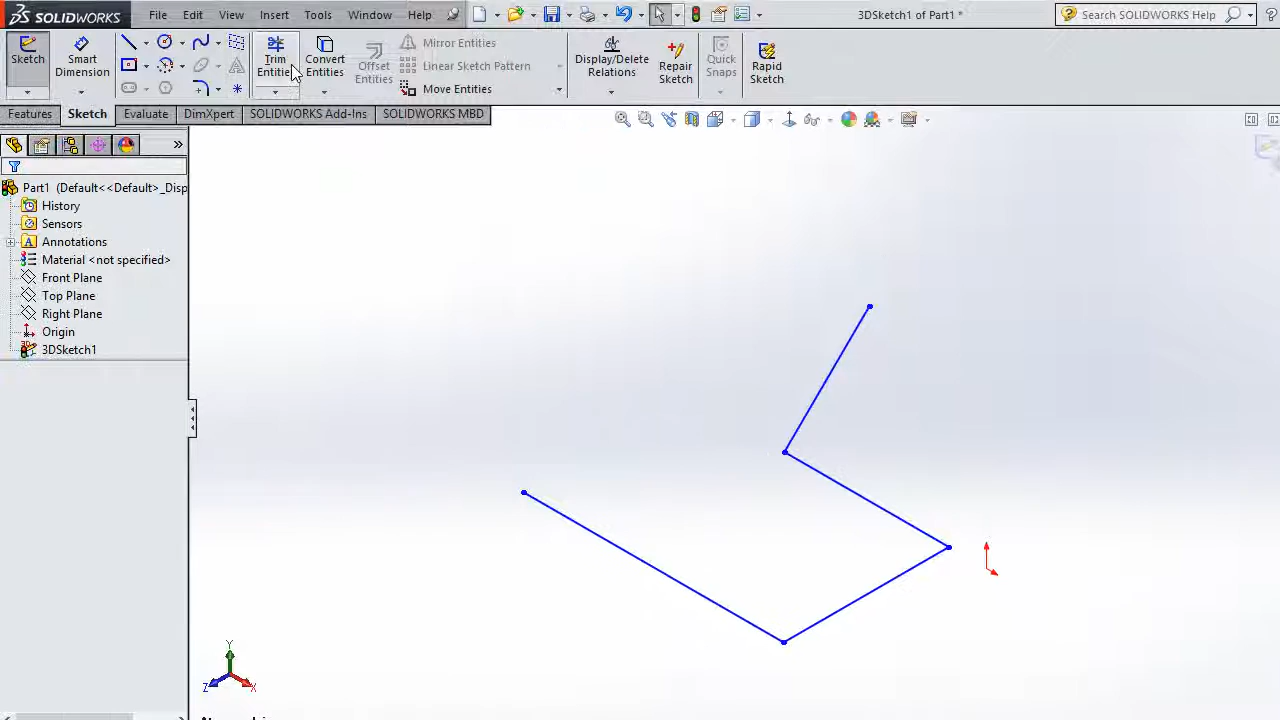 SOLIDWORKS File Edit View Insert Tools Window Help 3DSketch1 of Part1 * Search SOLIDWORKS Help
Sketch
Smart
Dimension
Trim
Entities
Convert
Entities
Offset
Entities
Mirror Entities
Linear Sketch Pattern
Move Entities
Display/Delete
Relations
Repair
Sketch
Quick
Snaps
Rapid
Sketch
Features Sketch Evaluate DimXpert SOLIDWORKS Add-Ins SOLIDWORKS MBD
Part1 (Default<<Default>_Disp
History
Sensors
Annotations
Material <not specified>
Front Plane
Top Plane
Right Plane
Origin
3DSketch1
Y
Z
X